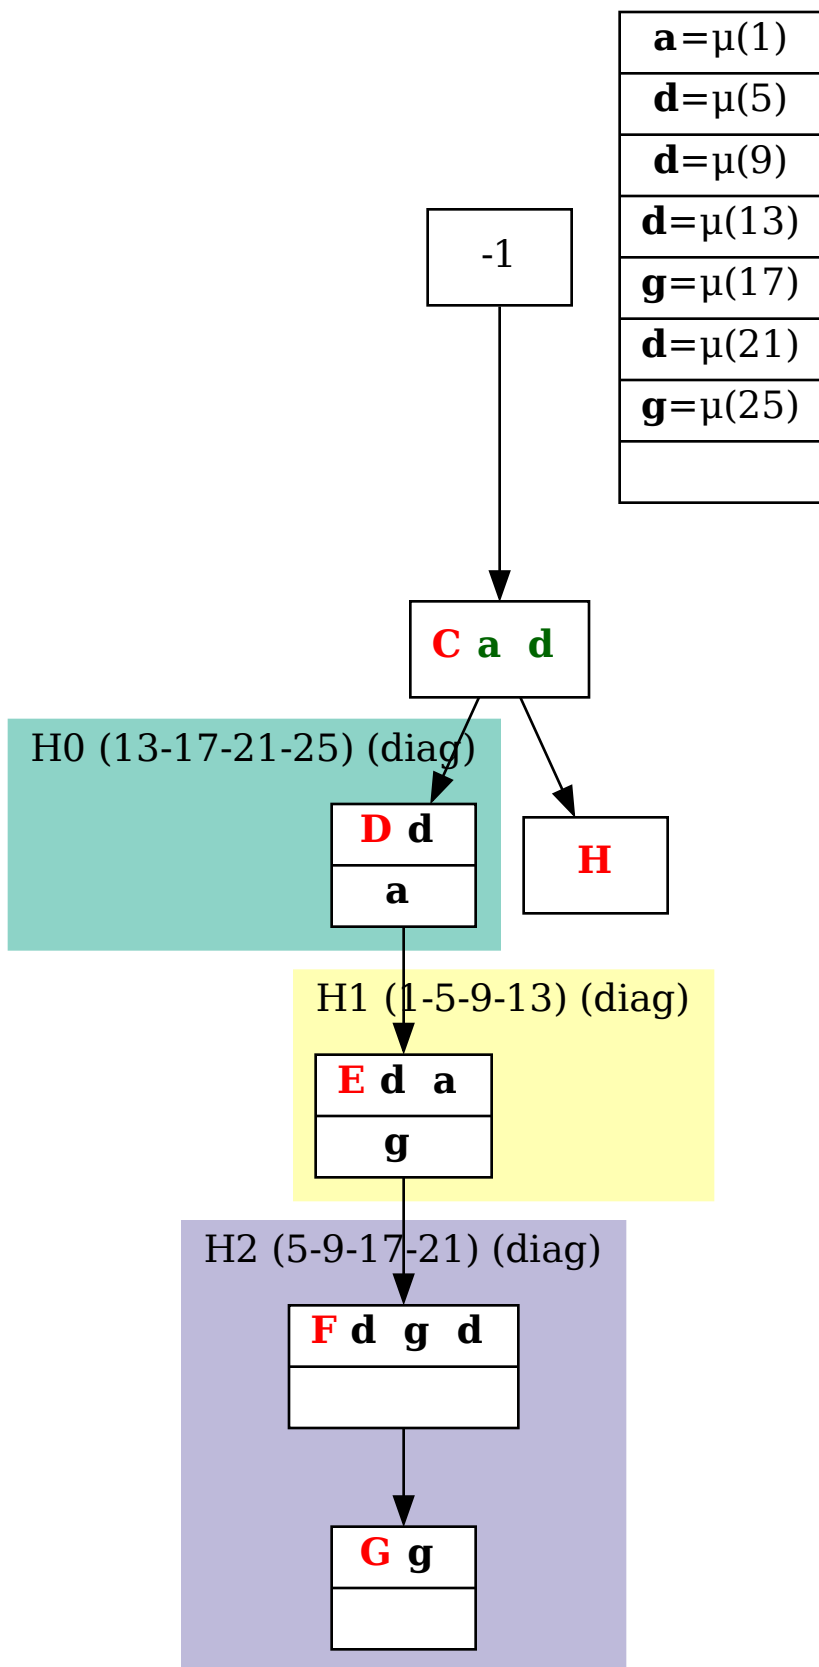 a=μ(1)
d=μ(5)
d=μ(9)
d=μ(13)
g=μ(17)
d=μ(21)
g=μ(25)
-1
C a d
H0 (13-17-21-25) (diag)
D d
a
H
H1 (1-5-9-13) (diag)
E d a
g
H2 (5-9-17-21) (diag)
F d g d
G g